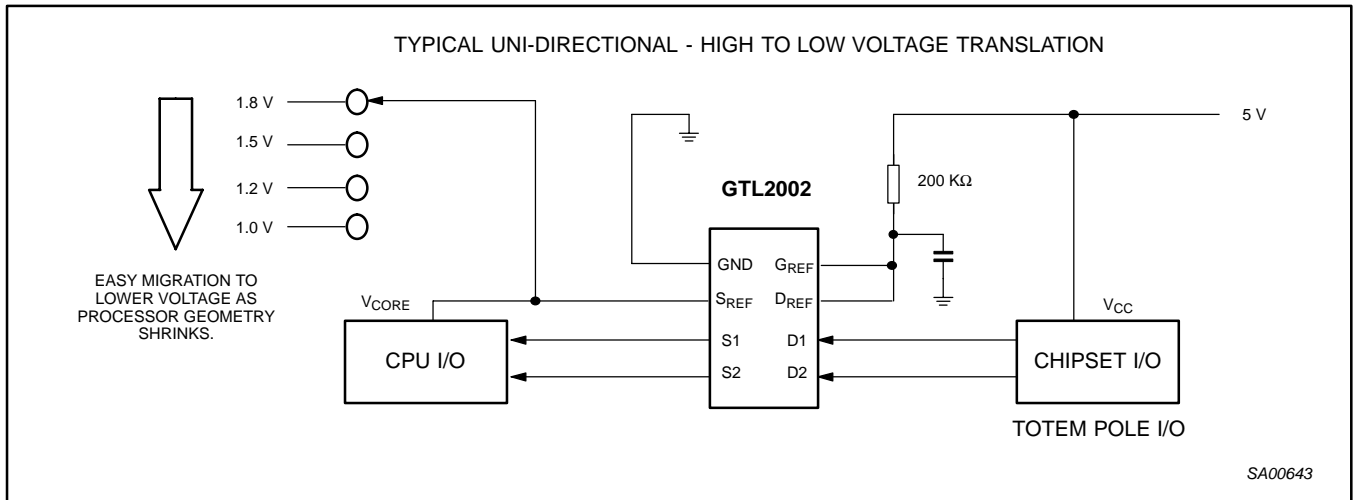 TYPICAL UNI-DIRECTIONAL - HIGH TO LOW VOLTAGE TRANSLATION
1.8 V
1.5 V
1.2 V
1.0 V
EASY MIGRATION TO
LOWER VOLTAGE AS
PROCESSOR GEOMETRY
SHRINKS.
5 V
200 KΩ
GTL2002
GND GREF
SREF DREF
S1 D1
S2 D2
VCORE
CPU I/O
VCC
CHIPSET I/O
TOTEM POLE I/O
SA00643